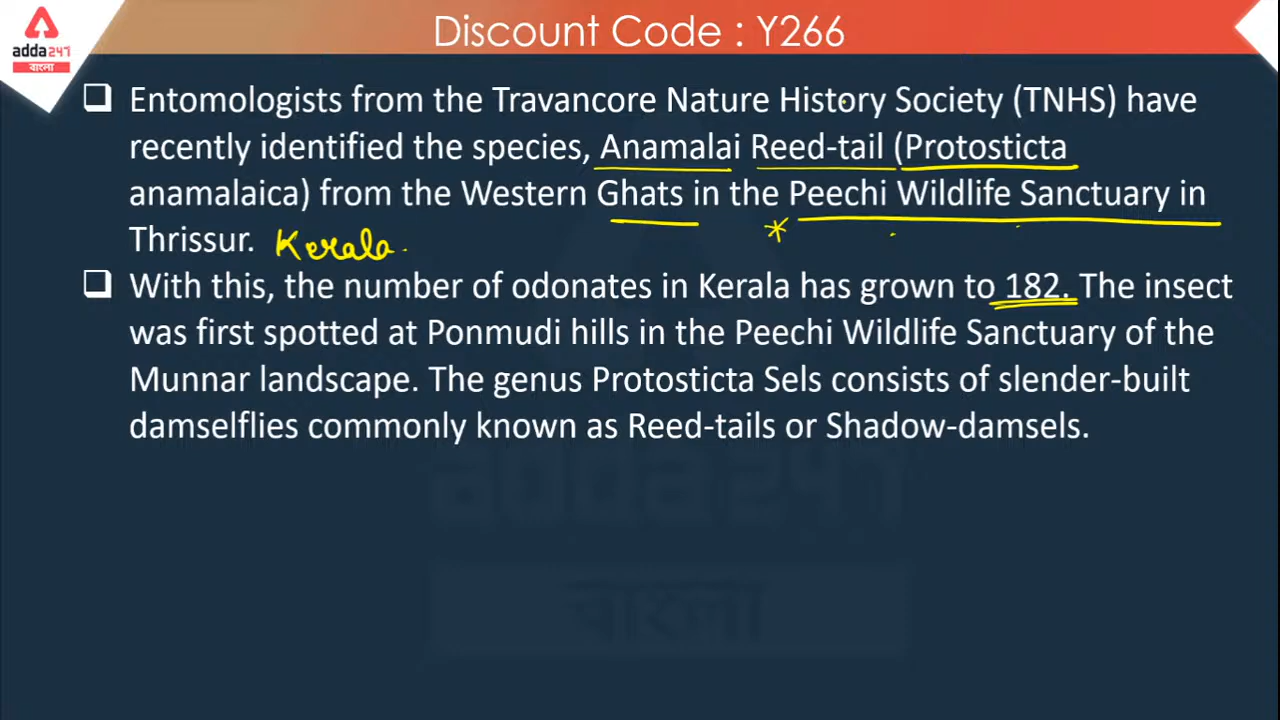 Discount Code : Y266
adda247
বাংলা
Entomologists from the Travancore Nature History Society (TNHS) have
recently identified the species, Anamalai Reed-tail (Protosticta
anamalaica) from the Western Ghats in the Peechi Wildlife Sanctuary in
Thrissur. Kerala.
With this, the number of odonates in Kerala has grown to 182. The insect
was first spotted at Ponmudi hills in the Peechi Wildlife Sanctuary of the
Munnar landscape. The genus Protosticta Sels consists of slender-built
damselflies commonly known as Reed-tails or Shadow-damsels.
adda247
বাংলা